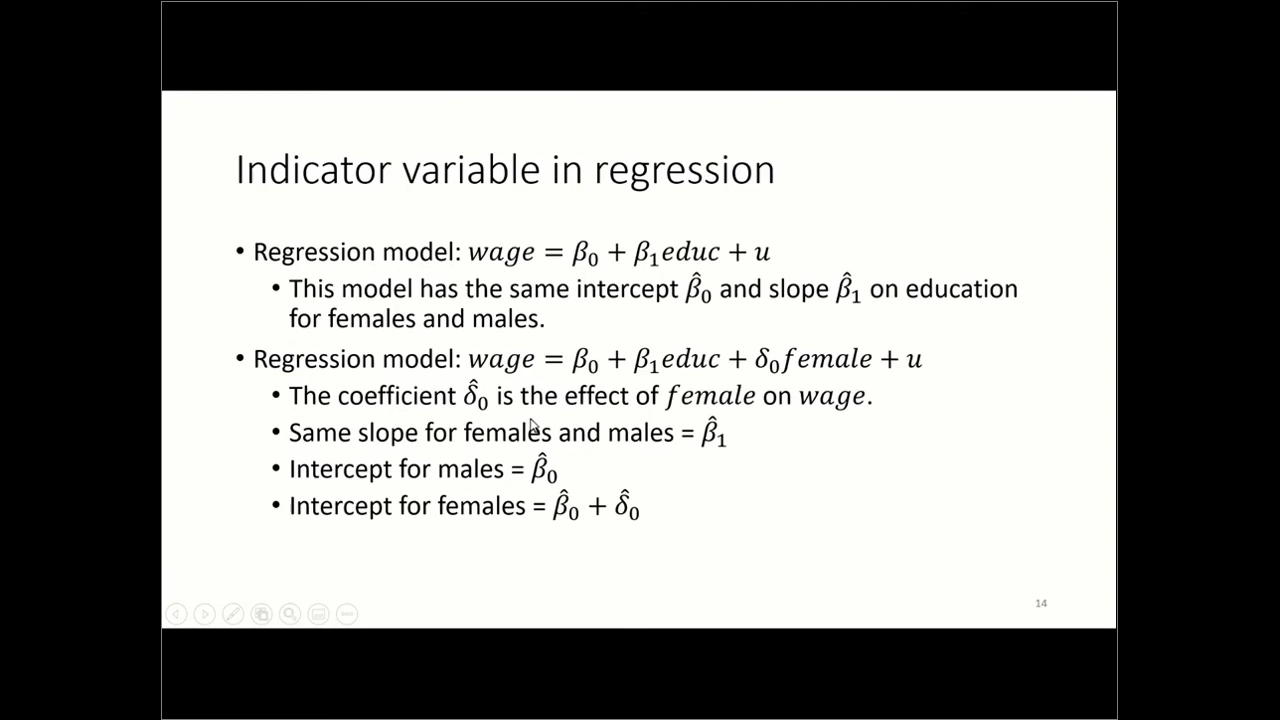 Indicator variable in regression
• Regression model: 𝑤𝑎𝑔𝑒 = 𝛽₀ + 𝛽₁𝑒𝑑𝑢𝑐 + 𝑢
• This model has the same intercept 𝛽̂₀ and slope 𝛽̂₁ on education
for females and males.
• Regression model: 𝑤𝑎𝑔𝑒 = 𝛽₀ + 𝛽₁𝑒𝑑𝑢𝑐 + 𝛿₀𝑓𝑒𝑚𝑎𝑙𝑒 + 𝑢
• The coefficient 𝛿̂₀ is the effect of 𝑓𝑒𝑚𝑎𝑙𝑒 on 𝑤𝑎𝑔𝑒.
• Same slope for females and males = 𝛽̂₁
• Intercept for males = 𝛽̂₀
• Intercept for females = 𝛽̂₀ + 𝛿̂₀
14